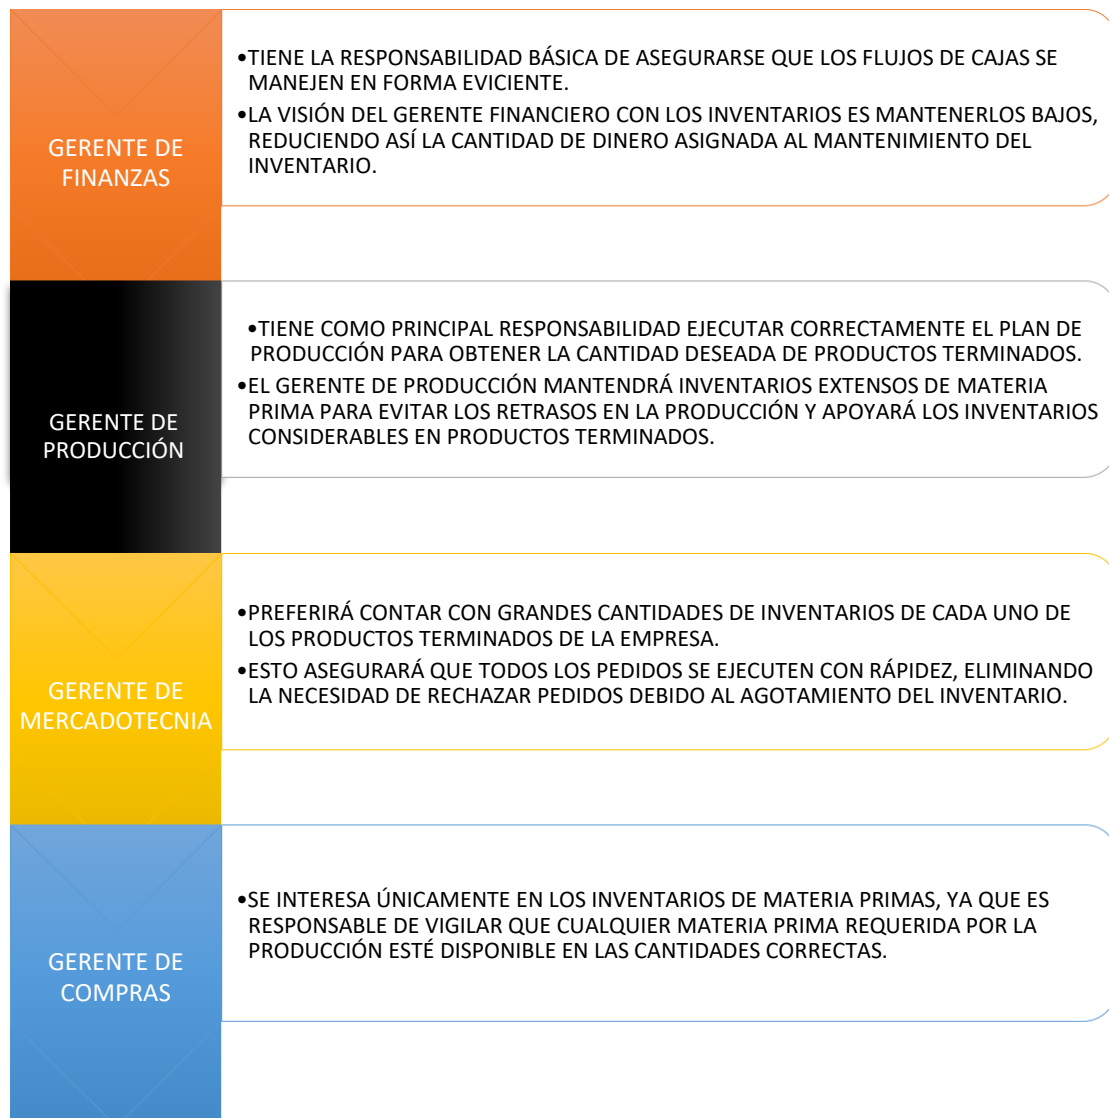 GERENTE DE
FINANZAS
•TIENE LA RESPONSABILIDAD BÁSICA DE ASEGURARSE QUE LOS FLUJOS DE CAJAS SE
MANEJEN EN FORMA EVICIENTE.
•LA VISIÓN DEL GERENTE FINANCIERO CON LOS INVENTARIOS ES MANTENERLOS BAJOS,
REDUCIENDO ASÍ LA CANTIDAD DE DINERO ASIGNADA AL MANTENIMIENTO DEL
INVENTARIO.
GERENTE DE
PRODUCCIÓN
•TIENE COMO PRINCIPAL RESPONSABILIDAD EJECUTAR CORRECTAMENTE EL PLAN DE
PRODUCCIÓN PARA OBTENER LA CANTIDAD DESEADA DE PRODUCTOS TERMINADOS.
•EL GERENTE DE PRODUCCIÓN MANTENDRÁ INVENTARIOS EXTENSOS DE MATERIA
PRIMA PARA EVITAR LOS RETRASOS EN LA PRODUCCIÓN Y APOYARÁ LOS INVENTARIOS
CONSIDERABLES EN PRODUCTOS TERMINADOS.
GERENTE DE
MERCADOTECNIA
•PREFERIRÁ CONTAR CON GRANDES CANTIDADES DE INVENTARIOS DE CADA UNO DE
LOS PRODUCTOS TERMINADOS DE LA EMPRESA.
•ESTO ASEGURARÁ QUE TODOS LOS PEDIDOS SE EJECUTEN CON RÁPIDEZ, ELIMINANDO
LA NECESIDAD DE RECHAZAR PEDIDOS DEBIDO AL AGOTAMIENTO DEL INVENTARIO.
GERENTE DE
COMPRAS
•SE INTERESA ÚNICAMENTE EN LOS INVENTARIOS DE MATERIA PRIMAS, YA QUE ES
RESPONSABLE DE VIGILAR QUE CUALQUIER MATERIA PRIMA REQUERIDA POR LA
PRODUCCIÓN ESTÉ DISPONIBLE EN LAS CANTIDADES CORRECTAS.